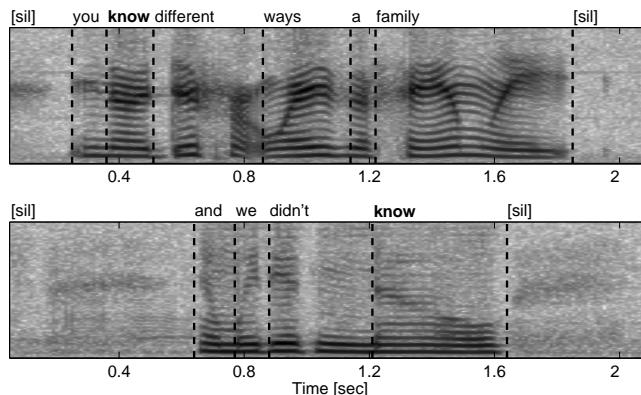 [sil] you know different ways a family [sil]
0.4 0.8 1.2 1.6 2
[sil] and we didn't know [sil]
0.4 0.8 1.2 1.6 2
Time [sec]